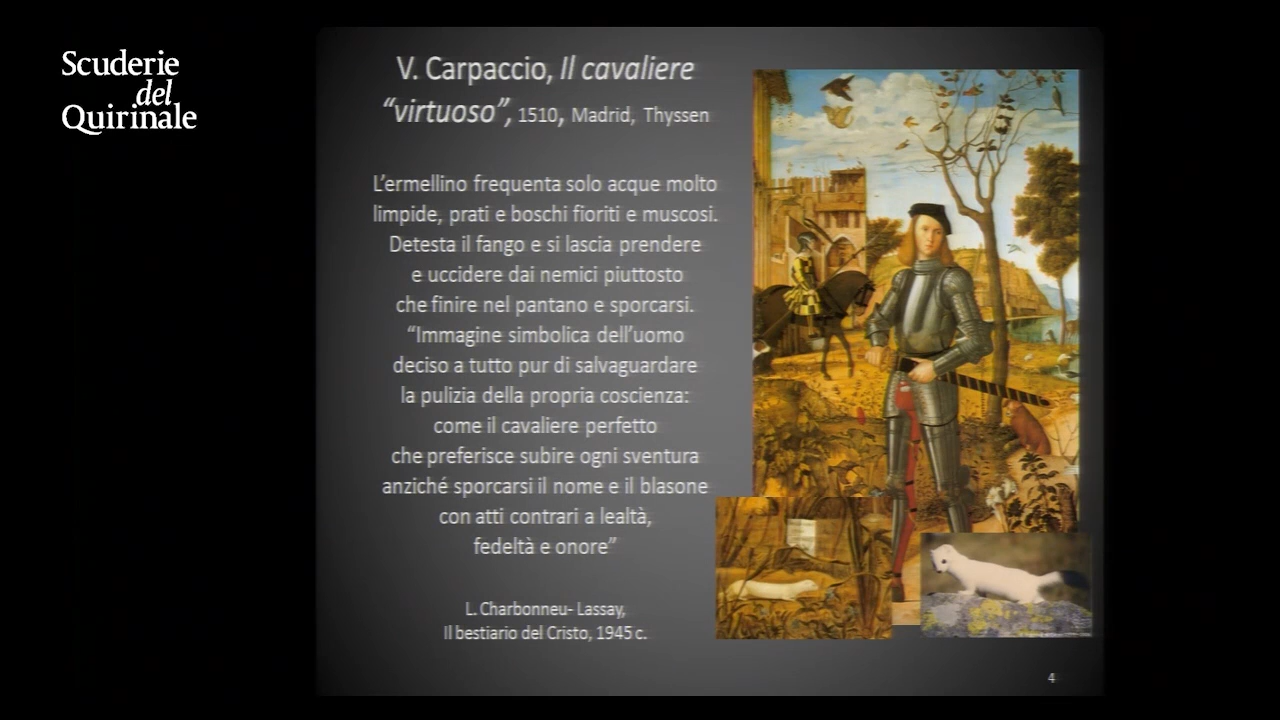 Scuderie
del
Quirinale
V. Carpaccio, Il cavaliere
“virtuoso”, 1510, Madrid, Thyssen
L’ermellino frequenta solo acque molto
limpide, prati e boschi fioriti e muscosi.
Detesta il fango e si lascia prendere
e uccidere dai nemici piuttosto
che finire nel pantano e sporcarsi.
“Immagine simbolica dell’uomo
deciso a tutto pur di salvaguardare
la pulizia della propria coscienza:
come il cavaliere perfetto
che preferisce subire ogni sventura
anziché sporcarsi il nome e il blasone
con atti contrari a lealtà,
fedeltà e onore”
L. Charbonneu- Lassay,
Il bestiario del Cristo, 1945 c.
4